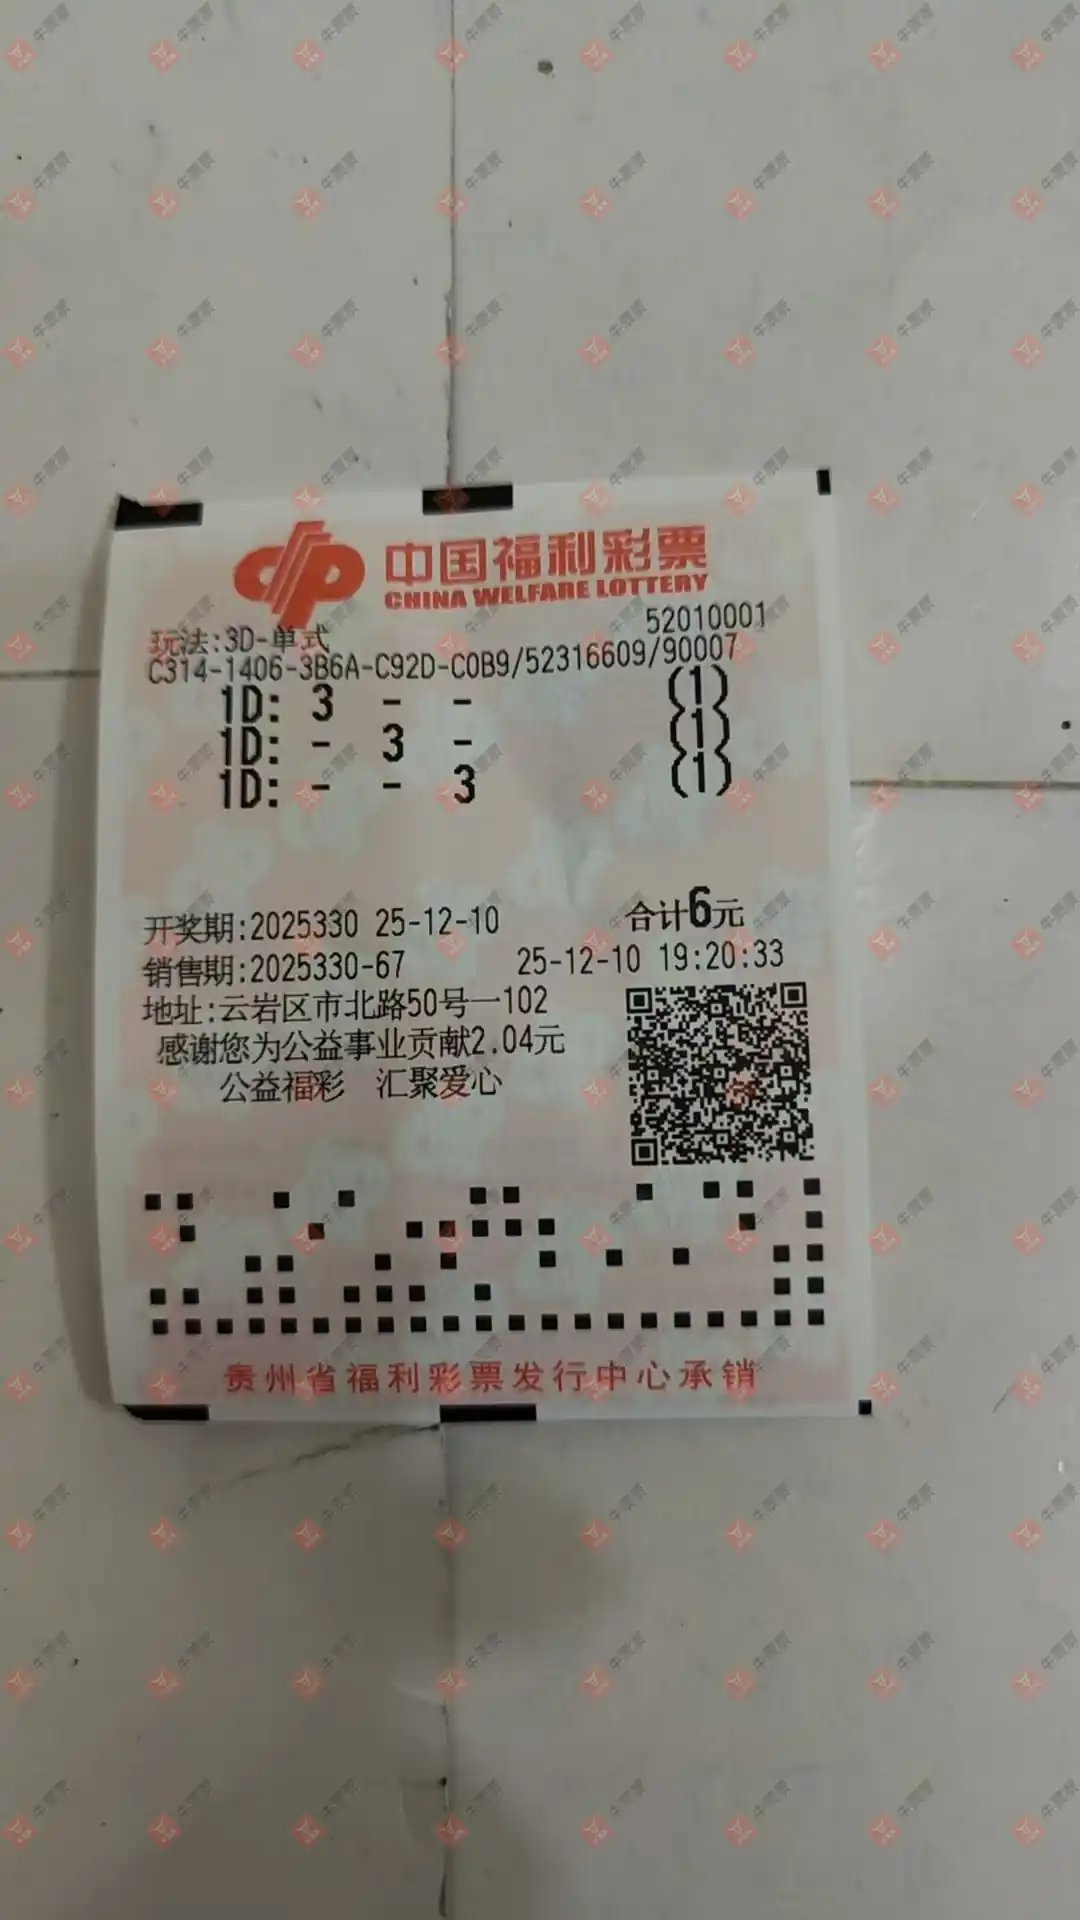 中国福利彩票
CHINA WELFARE LOTTERY
52010001
玩法:3D-单式
C314-1406-3B6A-C92D-C0B9/52316609/90007
1D: 3 - - (1)
1D: - 3 - (1)
1D: - - 3 (1)
开奖期:2025330 25-12-10 合计6元
销售期:2025330-67 25-12-10 19:20:33
地址:云岩区市北路50号一102
感谢您为公益事业贡献2.04元
公益福彩 汇聚爱心
贵州省福利彩票发行中心承销